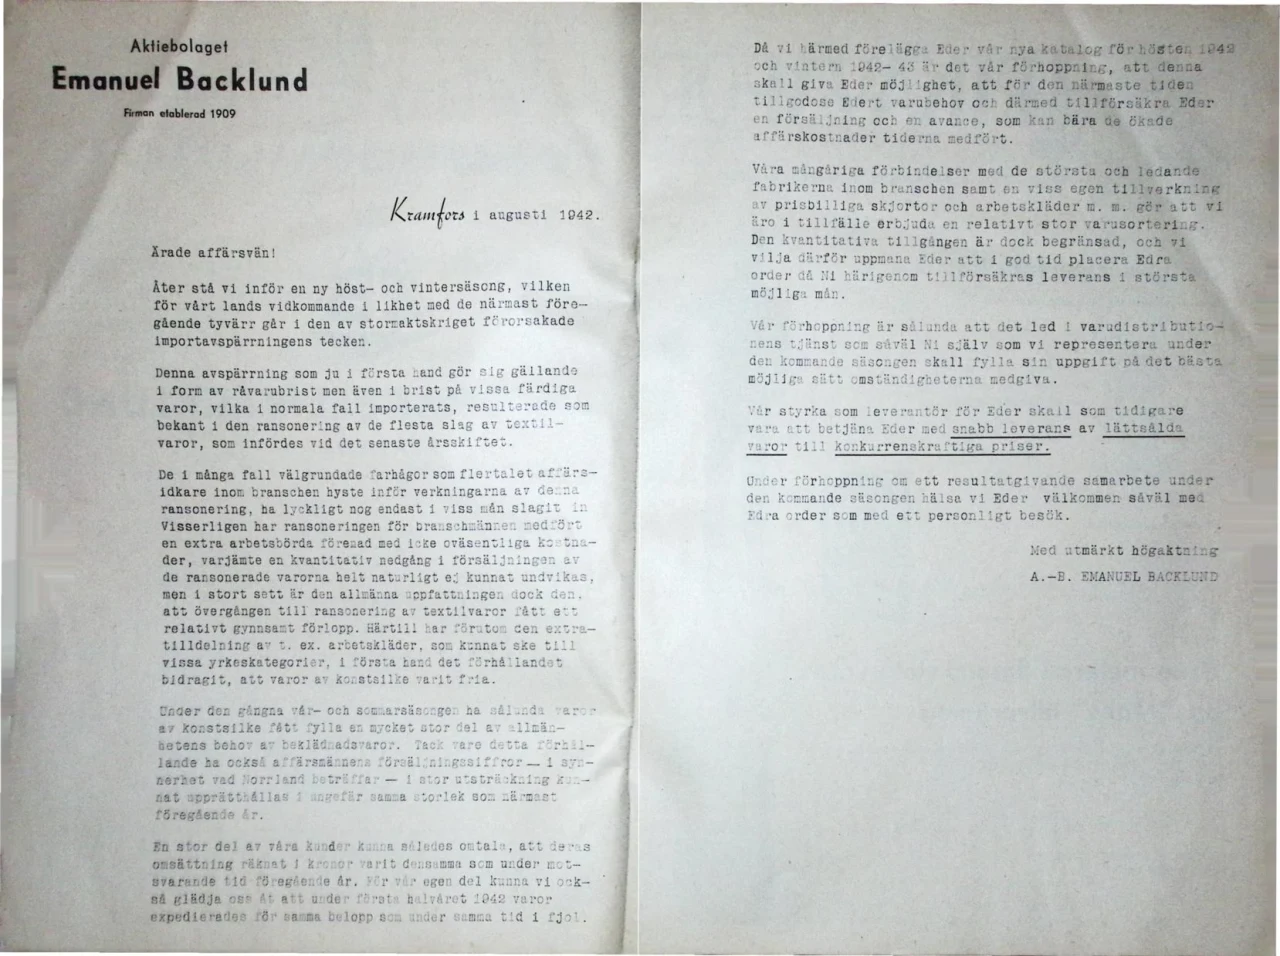 Aktiebolaget
Emanuel Backlund
Firman etablerad 1909
Kramfors 1 augusti 1942.
Ärade affärsvän!
Åter stå vi inför en ny höst- och vintersäsong, vilken
för vårt lands vidkommande i likhet med de närmast före-
gående tyvärr går i den av stormaktskriget förorsakade
importavspärrningens tecken.
Denna avspärrning som ju i första hand gör sig gällande
i form av råvarubrist men även i brist på vissa färdiga
varor, vilka i normala fall importerats, resulterade som
bekant i den ransonering av de flesta slag av textil-
varor, som infördes vid det senaste årsskiftet.
De i många fall välgrundade farhågor som flertalet affärs-
idkare inom branschen hyste inför verkningarna av denna
ransonering, ha lyckligt nog endast i viss mån slagit in
Visserligen har ransoneringen för branschmännen medfört
en extra arbetsbörda förenad med icke oväsentliga kostna-
der, varjämte en kvantitativ nedgång i försäljningen av
de ransonerade varorna helt naturligt ej kunnat undvikas,
men i stort sett är den allmänna uppfattningen dock den,
att övergången till ransonering av textilvaror fått ett
relativt gynnsamt förlopp. Härtill har förutom den extra-
tilldelning av t. ex. arbetskläder, som kunnat ske till
vissa yrkeskategorier, i första hand det förhållandet
bidragit, att varor av konstsilke varit fria.
Under den gångna vår- och sommarsäsongen ha sålunda varor
av konstsilke fått fylla en mycket stor del av allmän-
hetens behov av beklädnadsvaror. Tack vare detta förhål-
lande ha också affärsmännens försäljningssiffror — i syn-
nerhet vad Norrland beträffar — i stor utsträckning kun-
nat upprätthållas i ungefär samma storlek som närmast
föregående år.
En stor del av våra kunder kunna således omtala, att deras
omsättning räknat i kronor varit densamma som under mot-
svarande tid föregående år. För vår egen del kunna vi ock-
så glädja oss åt att under första halvåret 1942 varor
expedierades för samma belopp som under samma tid i fjol.
Då vi härmed förelägga Eder vår nya katalog för hösten 1942
och vintern 1942- 43 är det vår förhoppning, att denna
skall giva Eder möjlighet, att för den närmaste tiden
tillgodose Edert varubehov och därmed tillförsäkra Eder
en försäljning och en avance, som kan bära de ökade
affärskostnader tiderna medfört.
Våra mångåriga förbindelser med de största och ledande
fabrikerna inom branschen samt en viss egen tillverkning
av prisbilliga skjortor och arbetskläder m. m. gör att vi
äro i tillfälle erbjuda en relativt stor varusortering.
Den kvantitativa tillgången är dock begränsad, och vi
vilja därför uppmana Eder att i god tid placera Edra
order då Ni härigenom tillförsäkras leverans i största
möjliga mån.
Vår förhoppning är sålunda att det led i varudistributio-
nens tjänst som såväl Ni själv som vi representera under
den kommande säsongen skall fylla sin uppgift på det bästa
möjliga sätt omständigheterna medgiva.
Vår styrka som leverantör för Eder skall som tidigare
vara att betjäna Eder med snabb leverans av lättsålda
varor till konkurrenskraftiga priser.
Under förhoppning om ett resultatgivande samarbete under
den kommande säsongen hälsa vi Eder välkommen såväl med
Edra order som med ett personligt besök.
Med utmärkt högaktning
A.-B. EMANUEL BACKLUND